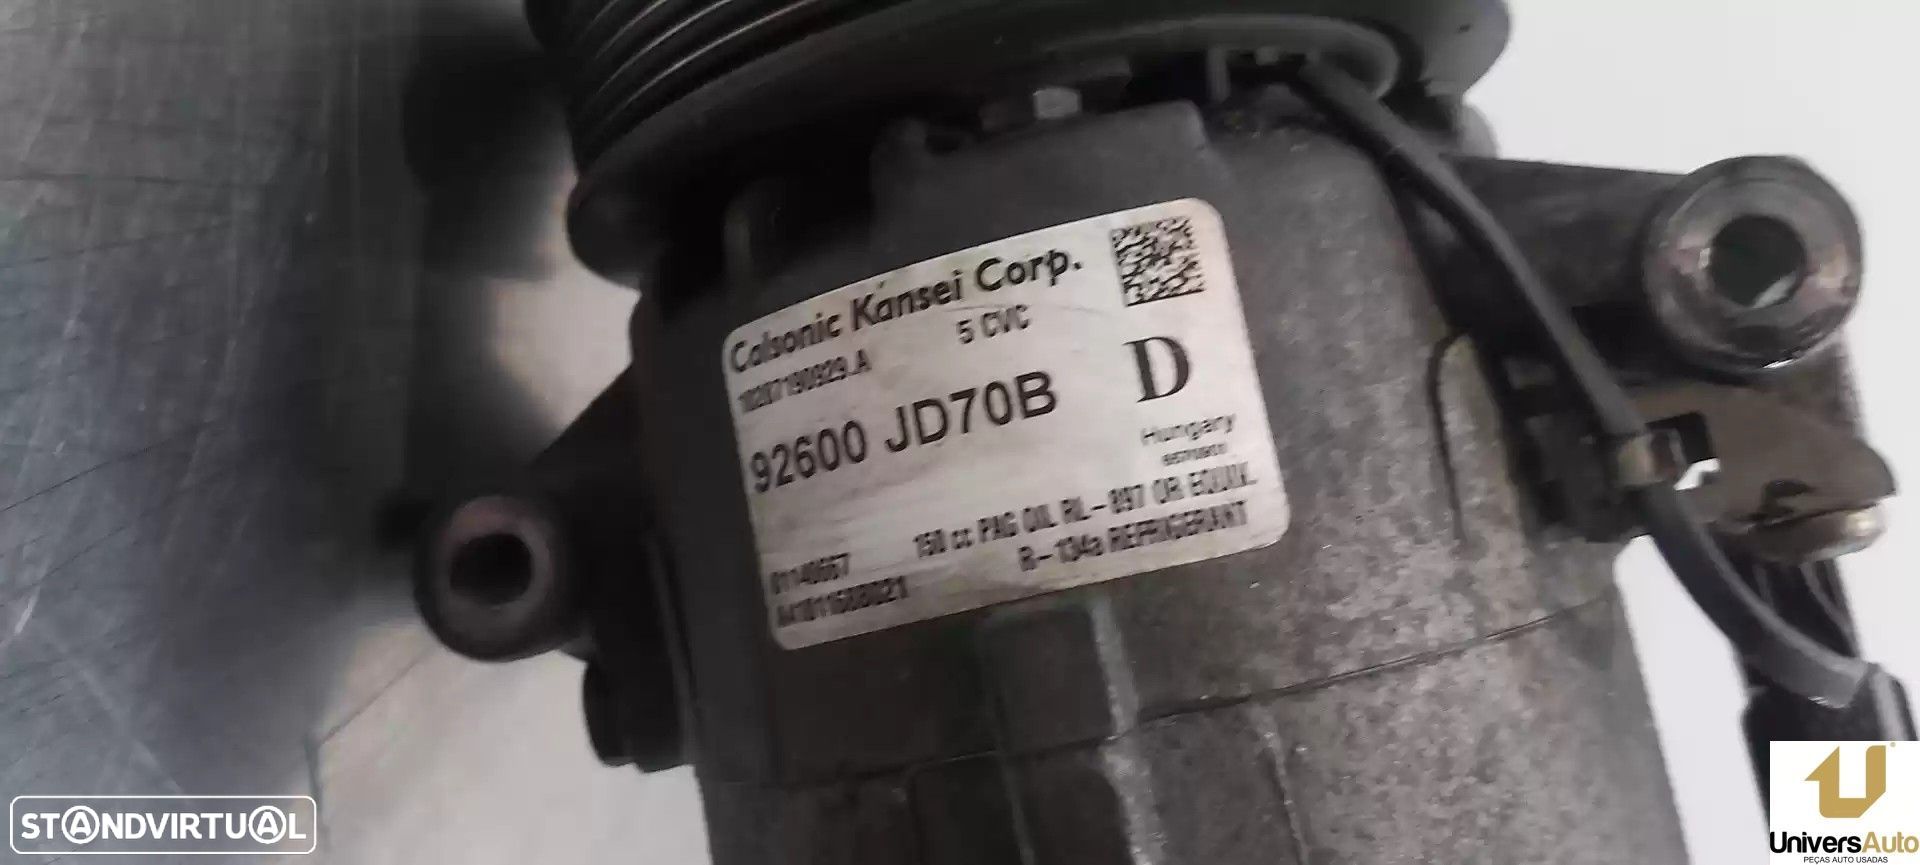 Calsonic Kansei Corp.
5 CVC
92600 JD70B
D
Hungary
150 cc PAG OIL RL-897 OR EQUIV.
R-134a REFRIGERANT
01140667
STANDVIRTUAL
UniversAuto
PEÇAS AUTO USADAS